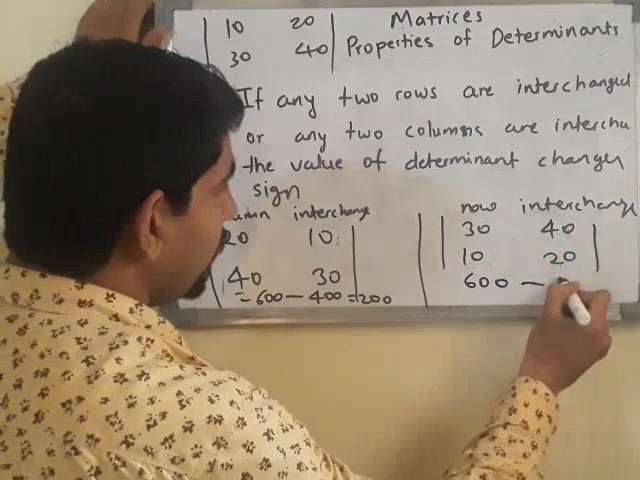 10 20 Matrices
30 40 Properties of Determinants
If any two rows are interchanged
or any two columns are intercha
the value of determinant changes
sign
umn interchange
20 10
40 30
= 600 - 400 = 200
row interchange
30 40
10 20
600 -